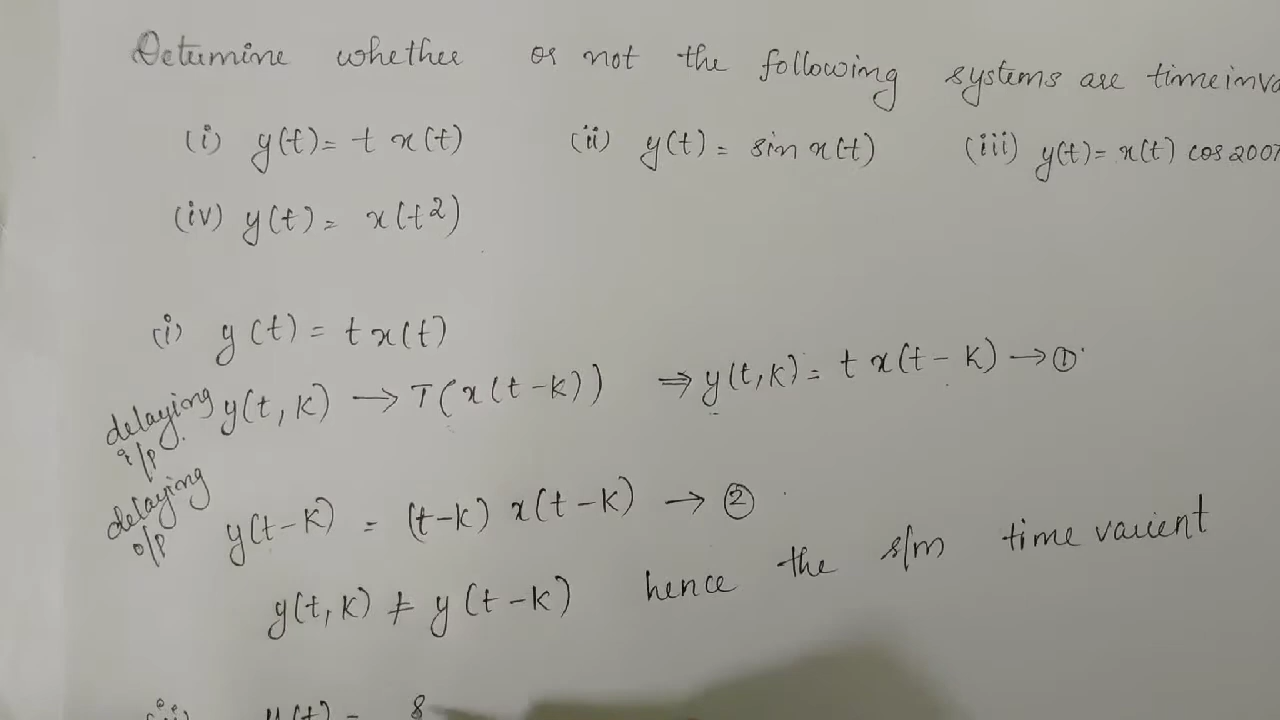 Determine whether or not the following systems are timeinva
(i) y(t)= t x(t) (ii) y(t)= sin x(t) (iii) y(t)= x(t) cos 200π
(iv) y(t)= x(t²)
(i) y(t)= t x(t)
delaying i/p y(t,k) → T(x(t-k)) ⇒ y(t,k)= t x(t-k) → ①
delaying o/p y(t-k) = (t-k) x(t-k) → ②
y(t,k) ≠ y(t-k) hence the s/m time varient
y(t) =